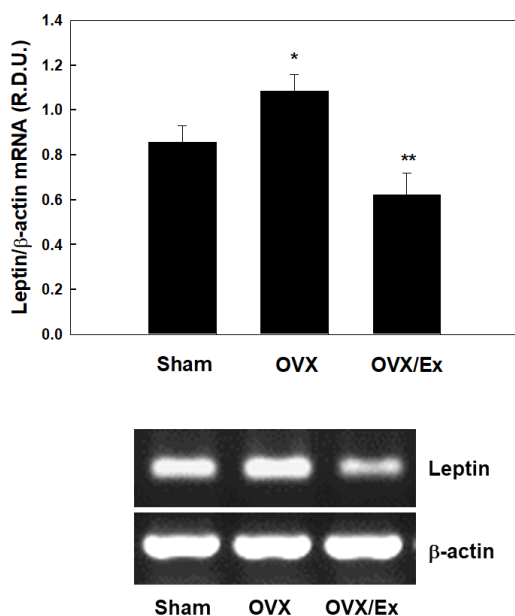 Leptin/β-actin mRNA (R.D.U.)
1.4
1.2
1.0
0.8
0.6
0.4
0.2
0.0
*
**
Sham OVX OVX/Ex
Leptin
β-actin
Sham OVX OVX/Ex